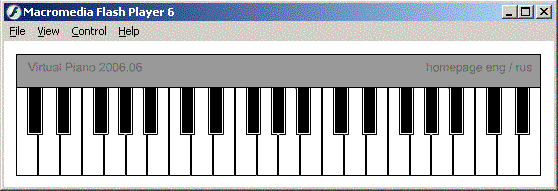 Macromedia Flash Player 6
File View Control Help
Virtual Piano 2006.06 homepage eng / rus